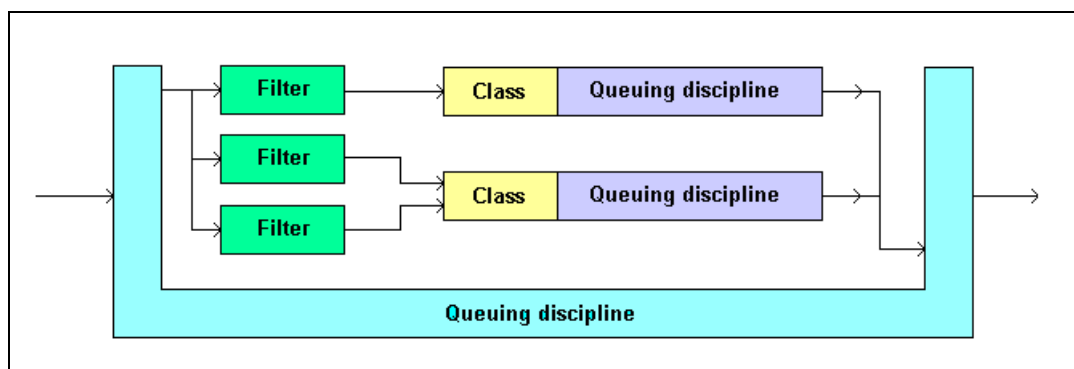 Filter
Class
Queuing discipline
Filter
Class
Queuing discipline
Filter
Queuing discipline